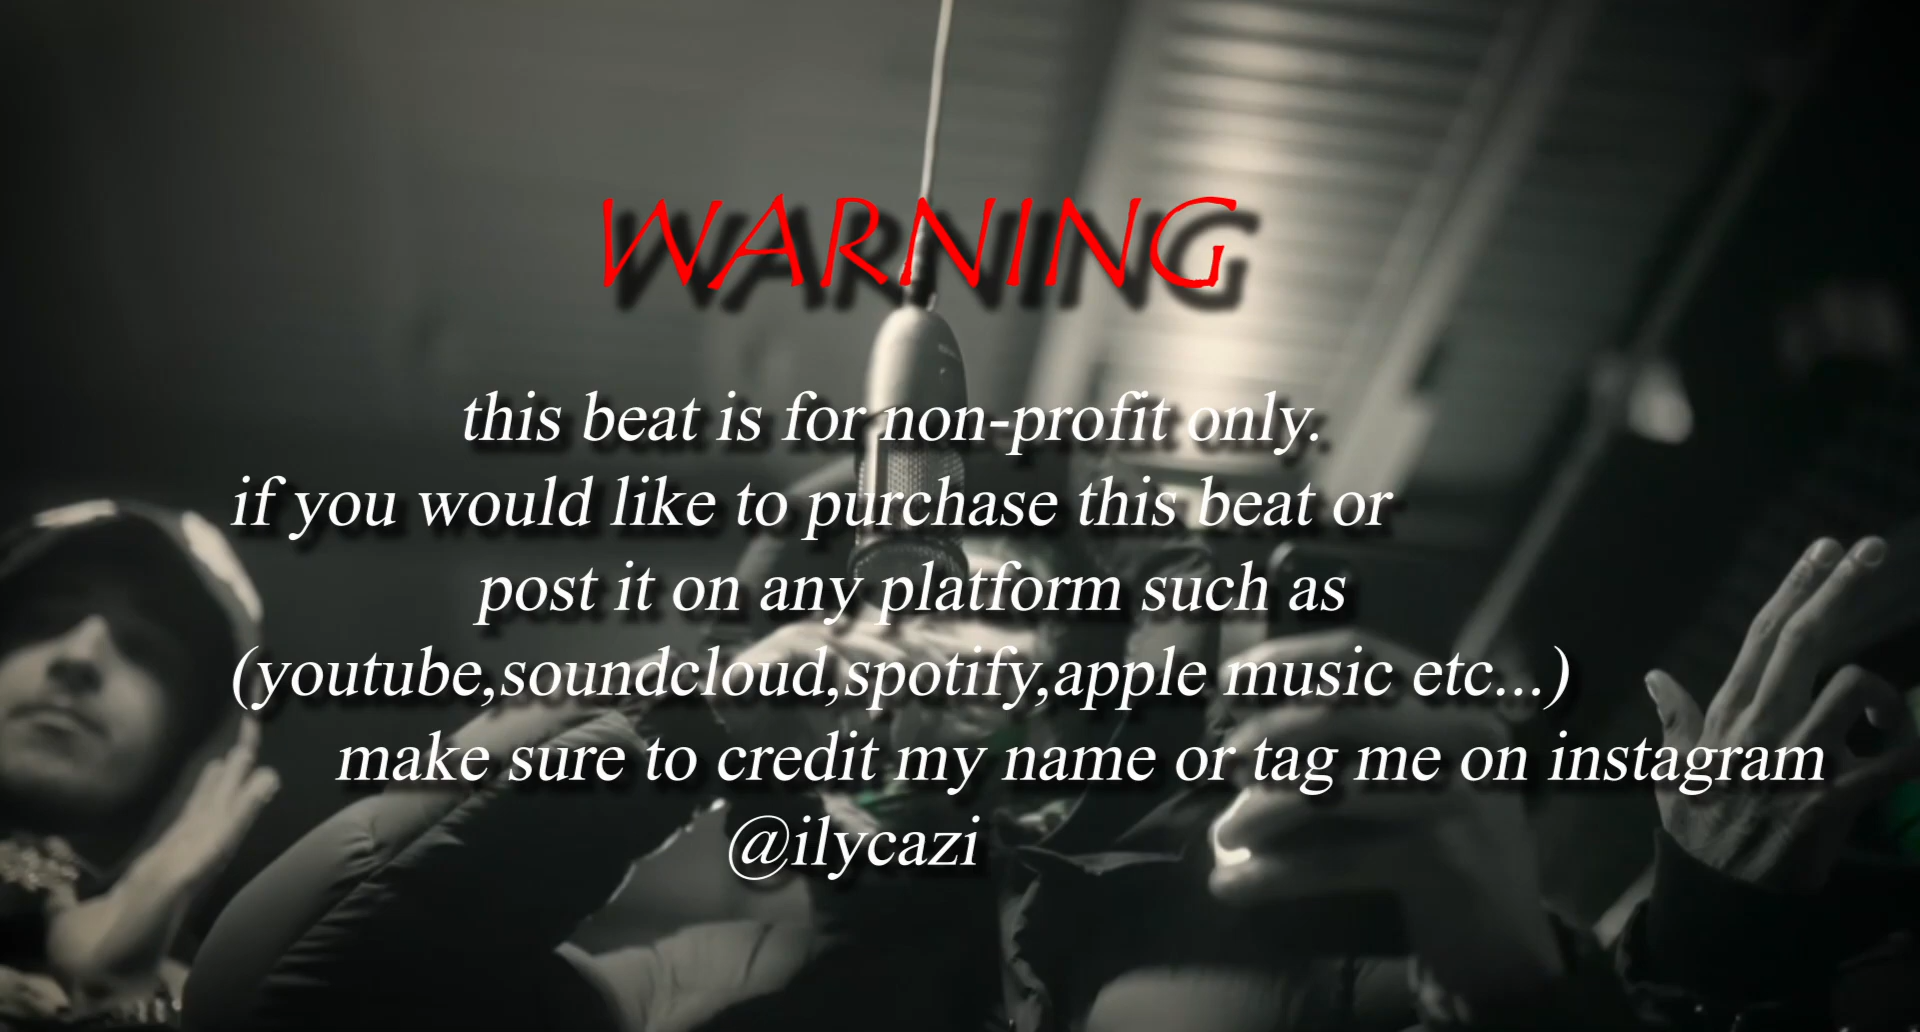 WARNING
this beat is for non-profit only.
if you would like to purchase this beat or
post it on any platform such as
(youtube,soundcloud,spotify,apple music etc...)
make sure to credit my name or tag me on instagram
@ilycazi